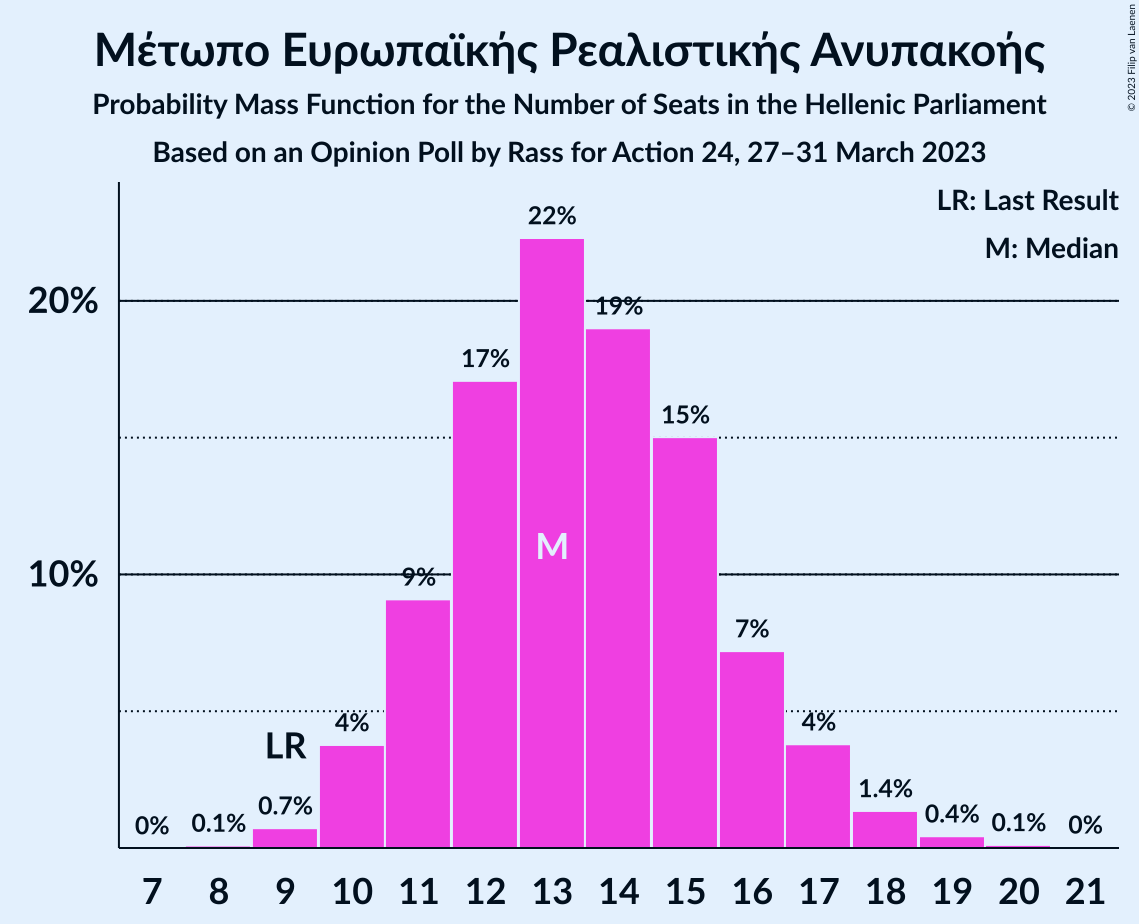 © 2023 Filip van Laenen
Μέτωπο Ευρωπαϊκής Ρεαλιστικής Ανυπακοής
Probability Mass Function for the Number of Seats in the Hellenic Parliament
Based on an Opinion Poll by Rass for Action 24, 27–31 March 2023
LR: Last Result
M: Median
22%
20%
19%
17%
15%
M
10%
9%
7%
4%
4%
LR
1.4%
0.7%
0.4%
0%
0.1%
0.1%
0%
7 8 9 10 11 12 13 14 15 16 17 18 19 20 21